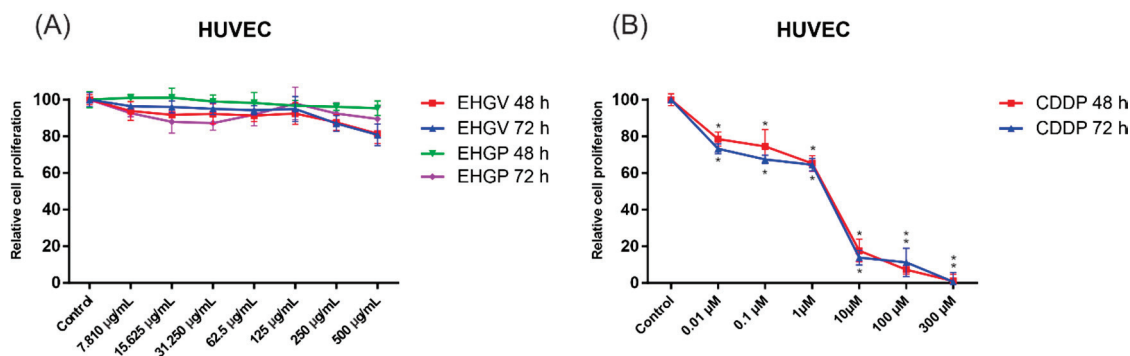 (A)
HUVEC
Relative cell proliferation
100
80
60
40
20
0
Control
7.810 µg/mL
15.625 µg/mL
31.250 µg/mL
62.5 µg/mL
125 µg/mL
250 µg/mL
500 µg/mL
EHGV 48 h
EHGV 72 h
EHGP 48 h
EHGP 72 h
(B)
HUVEC
Relative cell proliferation
100
80
60
40
20
0
* * * * * * * * * * * *
Control
0.01 µM
0.1 µM
1µM
10µM
100 µM
300 µM
CDDP 48 h
CDDP 72 h